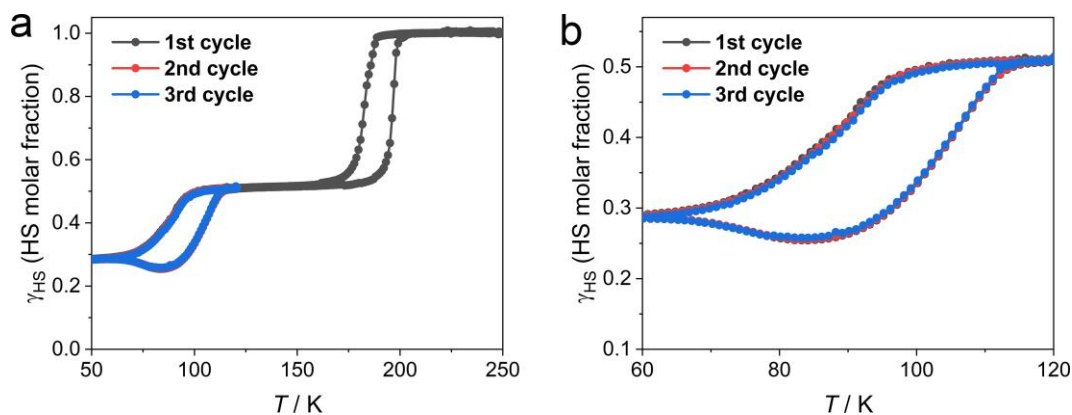 a
1st cycle
2nd cycle
3rd cycle
γHS (HS molar fraction)
1.0
0.8
0.6
0.4
0.2
0.0
50 100 150 200 250
T / K
b
1st cycle
2nd cycle
3rd cycle
γHS (HS molar fraction)
0.5
0.4
0.3
0.2
0.1
60 80 100 120
T / K